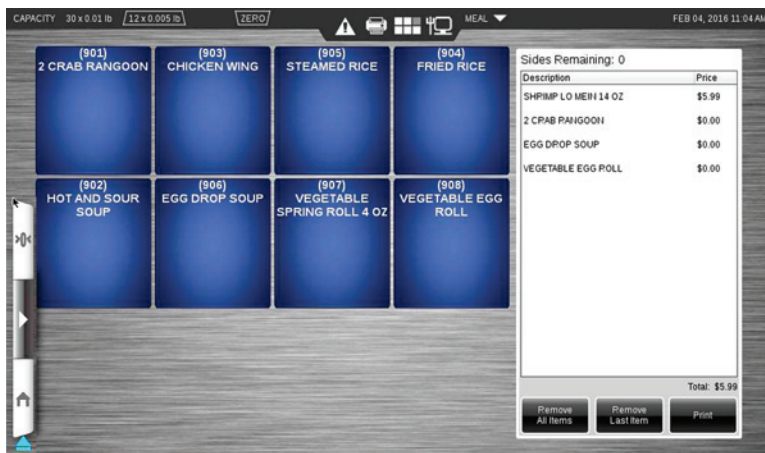 CAPACITY 30 x 0.01 lb 12 x 0.005 lb ZERO MEAL FEB 04, 2016 11:04 AM
(901)
2 CRAB RANGOON
(903)
CHICKEN WING
(905)
STEAMED RICE
(904)
FRIED RICE
(902)
HOT AND SOUR
SOUP
(906)
EGG DROP SOUP
(907)
VEGETABLE
SPRING ROLL 4 OZ
(908)
VEGETABLE EGG
ROLL
>0<
Sides Remaining: 0
Description Price
SHRIMP LO MEIN 14 OZ $5.99
2 CRAB RANGOON $0.00
EGG DROP SOUP $0.00
VEGETABLE EGG ROLL $0.00
Total: $5.99
Remove
All Items
Remove
Last Item
Print